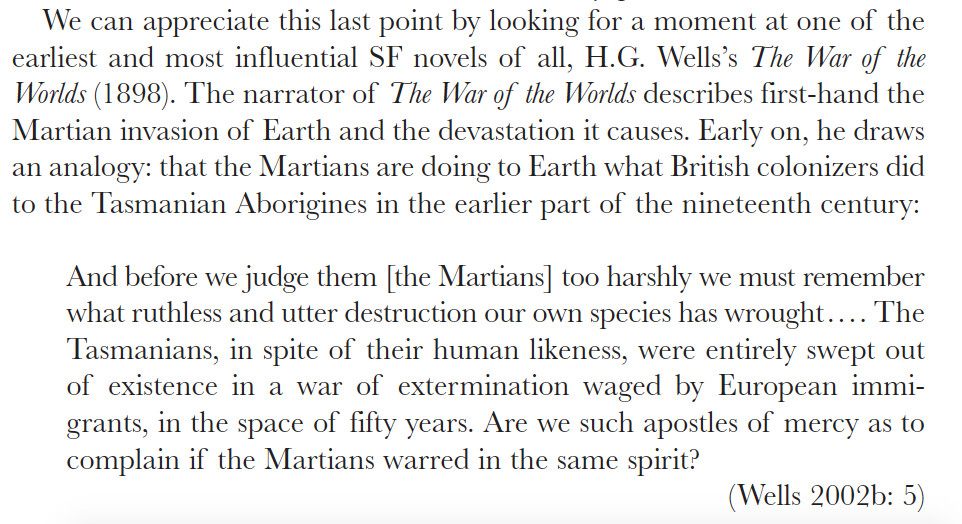 We can appreciate this last point by looking for a moment at one of the
earliest and most influential SF novels of all, H.G. Wells’s The War of the
Worlds (1898). The narrator of The War of the Worlds describes first-hand the
Martian invasion of Earth and the devastation it causes. Early on, he draws
an analogy: that the Martians are doing to Earth what British colonizers did
to the Tasmanian Aborigines in the earlier part of the nineteenth century:
And before we judge them [the Martians] too harshly we must remember
what ruthless and utter destruction our own species has wrought.… The
Tasmanians, in spite of their human likeness, were entirely swept out
of existence in a war of extermination waged by European immi-
grants, in the space of fifty years. Are we such apostles of mercy as to
complain if the Martians warred in the same spirit?
(Wells 2002b: 5)